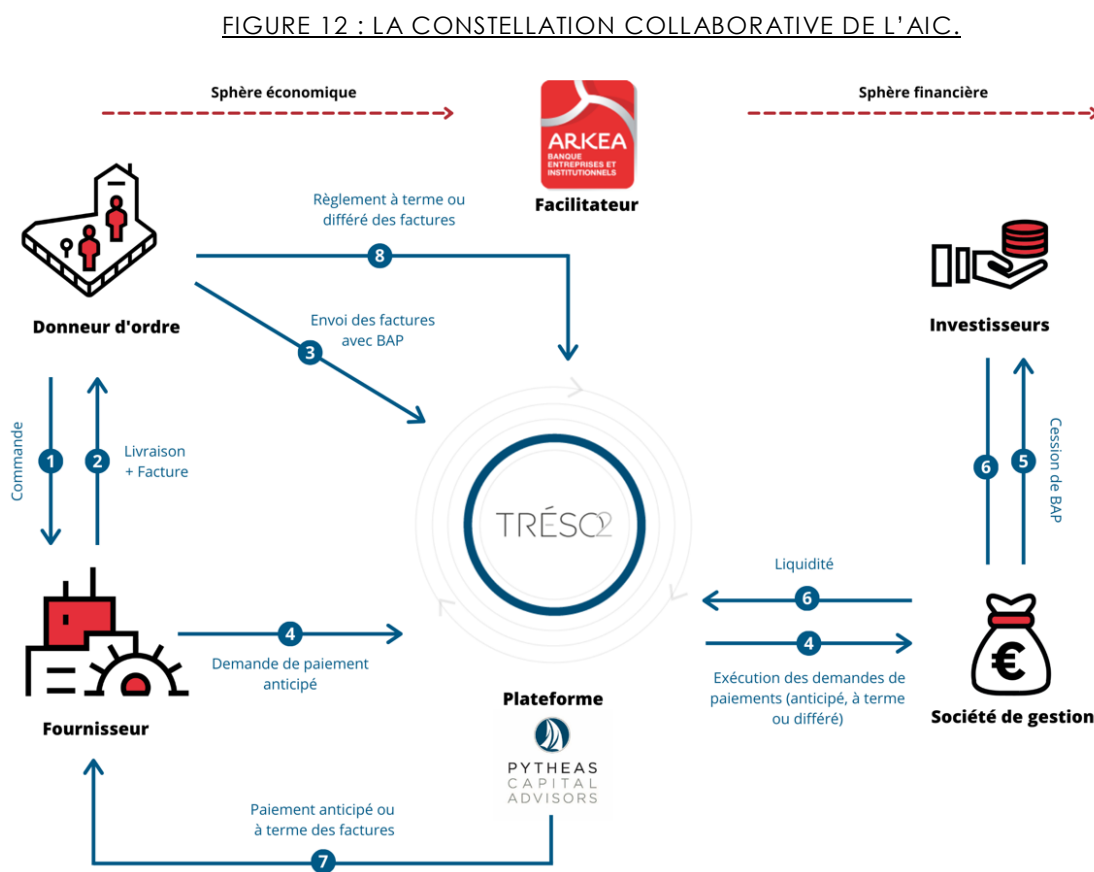 FIGURE 12 : LA CONSTELLATION COLLABORATIVE DE L'AIC.
Sphère économique
Sphère financière
ARKEA
BANQUE
ENTREPRISES ET
INSTITUTIONNELS
Facilitateur
Règlement à terme ou
différé des factures
8
Donneur d'ordre
Investisseurs
Envoi des factures
avec BAP
3
Commande
1
2
Livraison
+ Facture
6
5
Cession de BAP
TRÉSO2
Liquidité
6
4
Demande de paiement
anticipé
4
Exécution des demandes de
paiements (anticipé, à terme
ou différé)
€
Fournisseur
Plateforme
Société de gestion
PYTHEAS
CAPITAL
ADVISORS
Paiement anticipé ou
à terme des factures
7